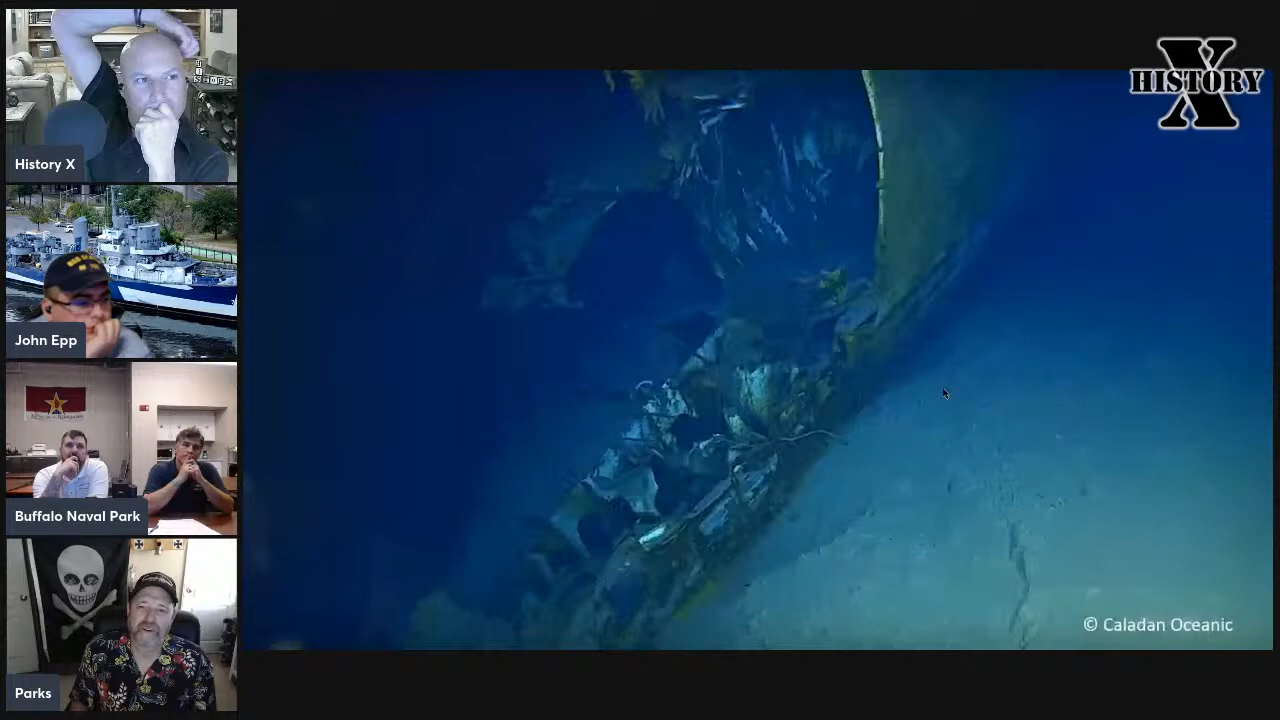 History X
John Epp
Buffalo Naval Park
Parks
HISTORY
X
© Caladan Oceanic